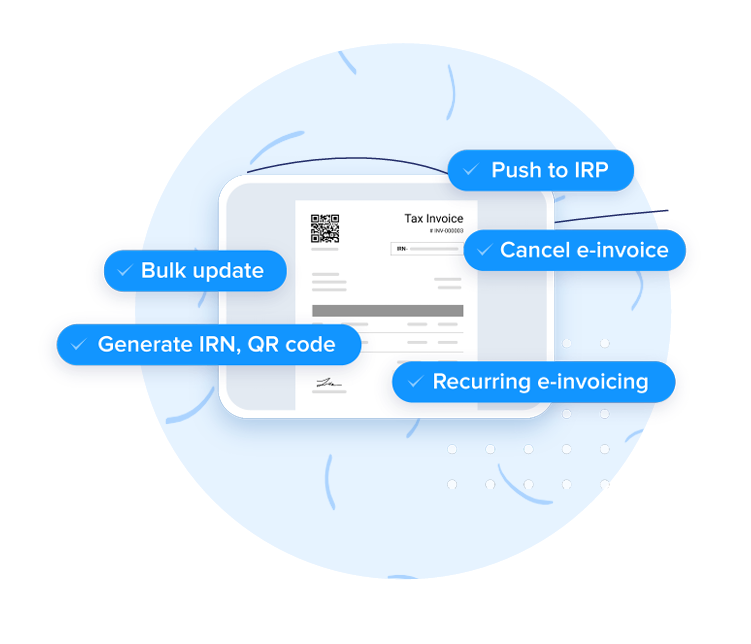 Push to IRP
Tax Invoice
# INV-000003
IRN-
Cancel e-invoice
Bulk update
Generate IRN, QR code
Recurring e-invoicing